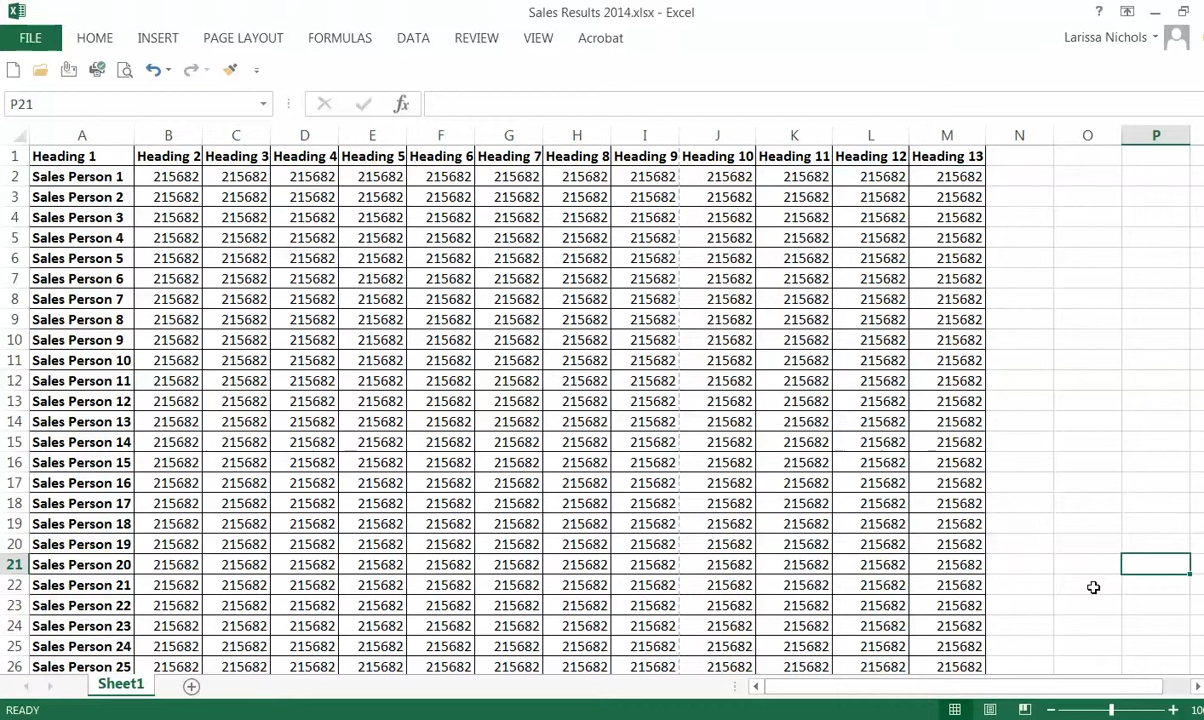 Sales Results 2014.xlsx - Excel
FILE HOME INSERT PAGE LAYOUT FORMULAS DATA REVIEW VIEW Acrobat Larissa Nichols
P21
A B C D E F G H I J K L M N O P
1 Heading 1 Heading 2 Heading 3 Heading 4 Heading 5 Heading 6 Heading 7 Heading 8 Heading 9 Heading 10 Heading 11 Heading 12 Heading 13
2 Sales Person 1 215682 215682 215682 215682 215682 215682 215682 215682 215682 215682 215682 215682
3 Sales Person 2 215682 215682 215682 215682 215682 215682 215682 215682 215682 215682 215682 215682
4 Sales Person 3 215682 215682 215682 215682 215682 215682 215682 215682 215682 215682 215682 215682
5 Sales Person 4 215682 215682 215682 215682 215682 215682 215682 215682 215682 215682 215682 215682
6 Sales Person 5 215682 215682 215682 215682 215682 215682 215682 215682 215682 215682 215682 215682
7 Sales Person 6 215682 215682 215682 215682 215682 215682 215682 215682 215682 215682 215682 215682
8 Sales Person 7 215682 215682 215682 215682 215682 215682 215682 215682 215682 215682 215682 215682
9 Sales Person 8 215682 215682 215682 215682 215682 215682 215682 215682 215682 215682 215682 215682
10 Sales Person 9 215682 215682 215682 215682 215682 215682 215682 215682 215682 215682 215682 215682
11 Sales Person 10 215682 215682 215682 215682 215682 215682 215682 215682 215682 215682 215682 215682
12 Sales Person 11 215682 215682 215682 215682 215682 215682 215682 215682 215682 215682 215682 215682
13 Sales Person 12 215682 215682 215682 215682 215682 215682 215682 215682 215682 215682 215682 215682
14 Sales Person 13 215682 215682 215682 215682 215682 215682 215682 215682 215682 215682 215682 215682
15 Sales Person 14 215682 215682 215682 215682 215682 215682 215682 215682 215682 215682 215682 215682
16 Sales Person 15 215682 215682 215682 215682 215682 215682 215682 215682 215682 215682 215682 215682
17 Sales Person 16 215682 215682 215682 215682 215682 215682 215682 215682 215682 215682 215682 215682
18 Sales Person 17 215682 215682 215682 215682 215682 215682 215682 215682 215682 215682 215682 215682
19 Sales Person 18 215682 215682 215682 215682 215682 215682 215682 215682 215682 215682 215682 215682
20 Sales Person 19 215682 215682 215682 215682 215682 215682 215682 215682 215682 215682 215682 215682
21 Sales Person 20 215682 215682 215682 215682 215682 215682 215682 215682 215682 215682 215682 215682
22 Sales Person 21 215682 215682 215682 215682 215682 215682 215682 215682 215682 215682 215682 215682
23 Sales Person 22 215682 215682 215682 215682 215682 215682 215682 215682 215682 215682 215682 215682
24 Sales Person 23 215682 215682 215682 215682 215682 215682 215682 215682 215682 215682 215682 215682
25 Sales Person 24 215682 215682 215682 215682 215682 215682 215682 215682 215682 215682 215682 215682
26 Sales Person 25 215682 215682 215682 215682 215682 215682 215682 215682 215682 215682 215682 215682
Sheet1
READY